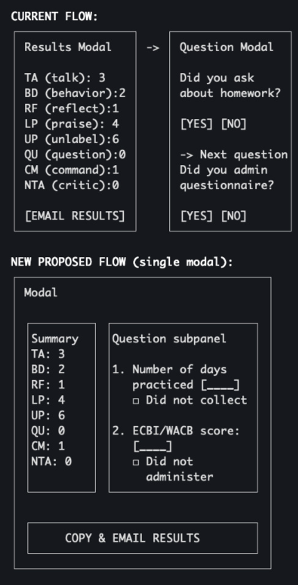 CURRENT FLOW:
Results Modal -> Question Modal
TA (talk): 3 Did you ask
BD (behavior):2 about homework?
RF (reflect):1
LP (praise): 4 [YES] [NO]
UP (unlabel):6
QU (question):0 -> Next question
CM (command):1 Did you admin
NTA (critic):0 questionnaire?
[EMAIL RESULTS] [YES] [NO]
NEW PROPOSED FLOW (single modal):
Modal
Summary Question subpanel
TA: 3
BD: 2 1. Number of days
RF: 1 practiced [____]
LP: 4 □ Did not collect
UP: 6
QU: 0 2. ECBI/WACB score:
CM: 1 [____]
NTA: 0 □ Did not
administer
COPY & EMAIL RESULTS